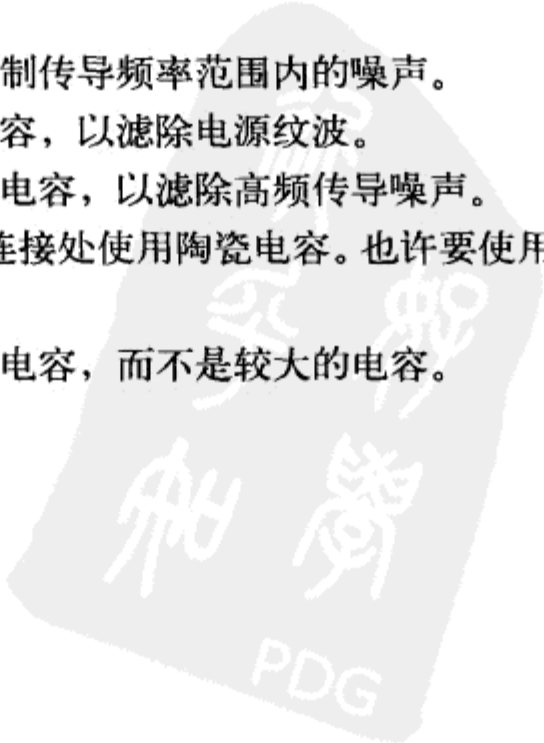 制传导频率范围内的噪声。
容，以滤除电源纹波。
电容，以滤除高频传导噪声。
连接处使用陶瓷电容。也许要使用
电容，而不是较大的电容。
PDG